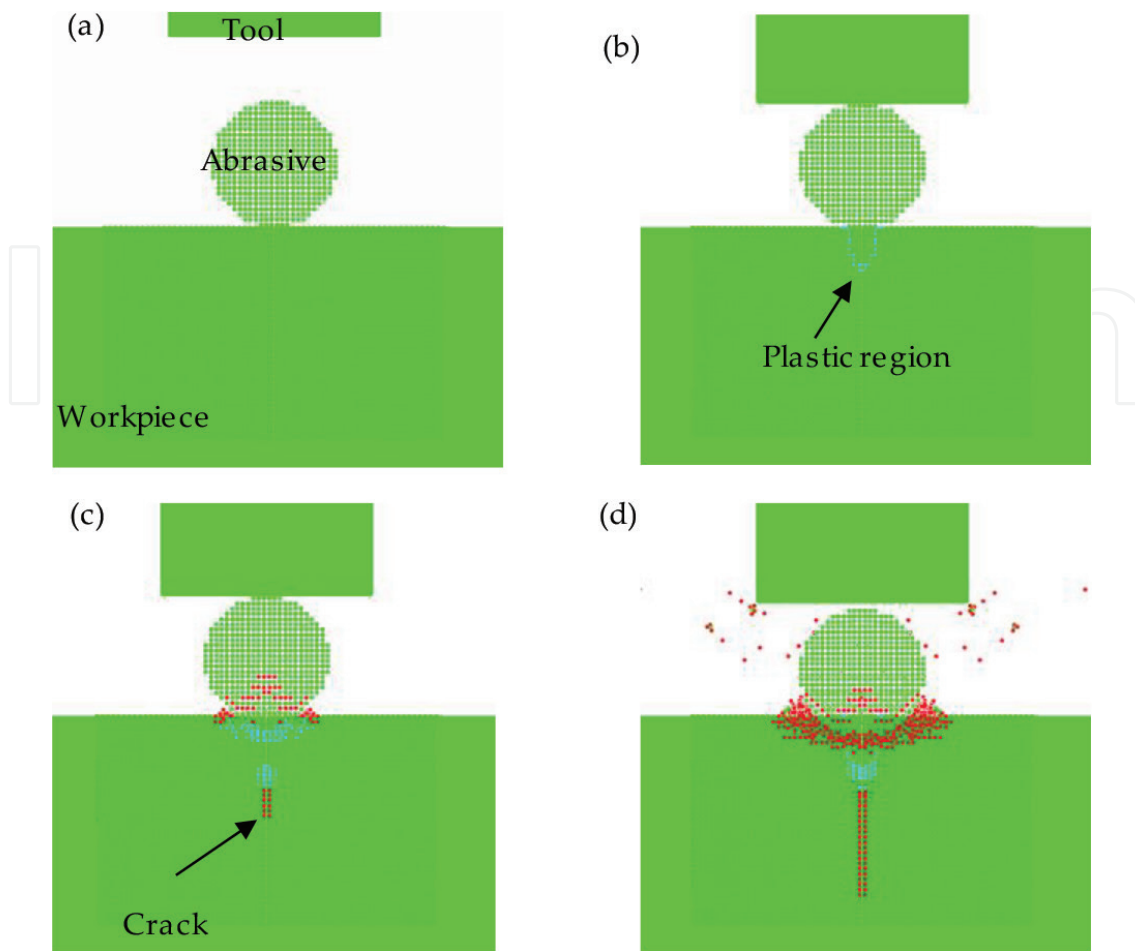 (a)
Tool
Abrasive
Workpiece
(b)
Plastic region
(c)
Crack
(d)